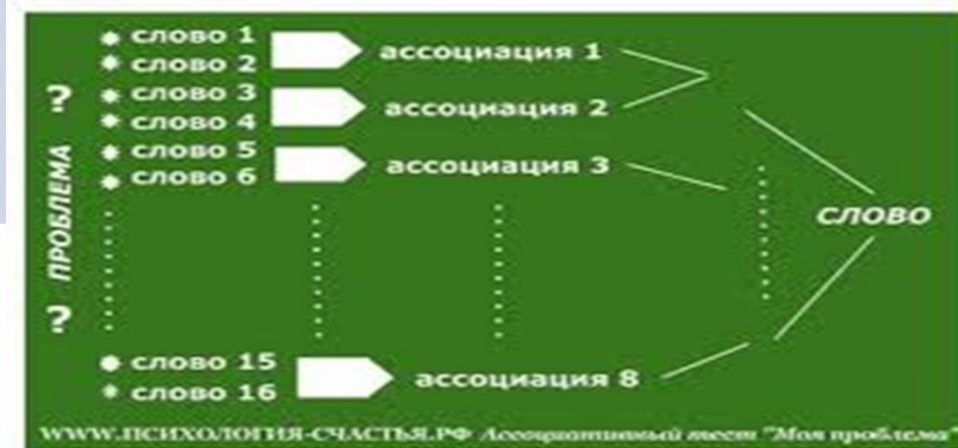 слово 1
слово 2
ассоциация 1
? слово 3
слово 4
ассоциация 2
слово 5
слово 6
ассоциация 3
ПРОБЛЕМА
СЛОВО
?
слово 15
слово 16
ассоциация 8
WWW.ПСИХОЛОГИЯ-СЧАСТЬЯ.РФ Ассоциативный тест "Моя проблема"